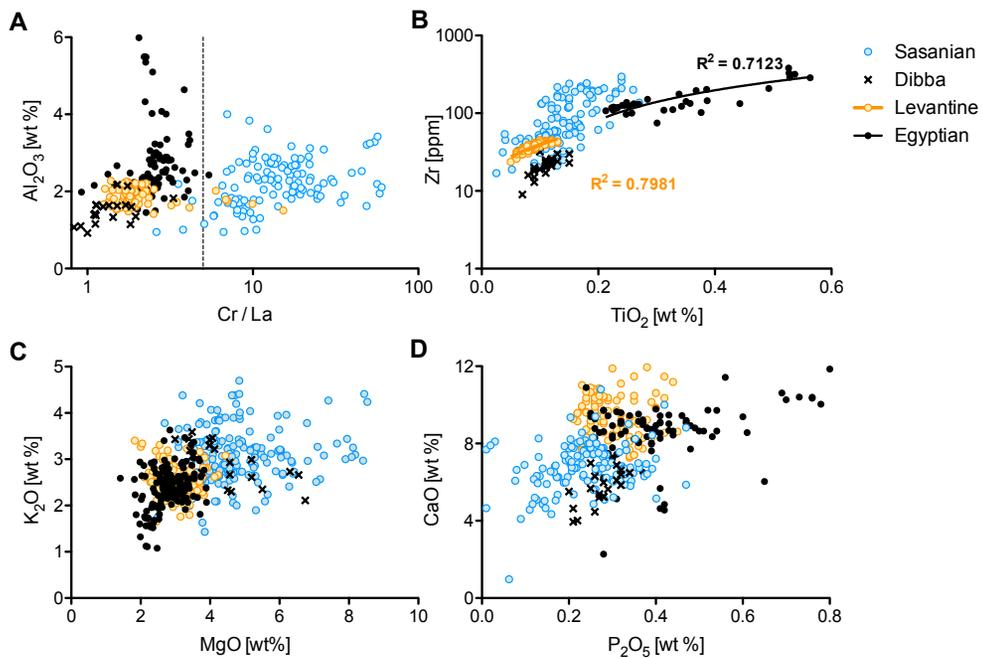 A
Al₂O₃ [wt %]
6
4
2
0
1
10
100
Cr / La
B
Zr [ppm]
1000
100
10
1
R² = 0.7123
R² = 0.7981
0.0
0.2
0.4
0.6
TiO₂ [wt %]
Sasanian
Dibba
Levantine
Egyptian
C
K₂O [wt %]
5
4
3
2
1
0
0
2
4
6
8
10
MgO [wt%]
D
CaO [wt %]
12
8
4
0
0.0
0.2
0.4
0.6
0.8
P₂O₅ [wt %]